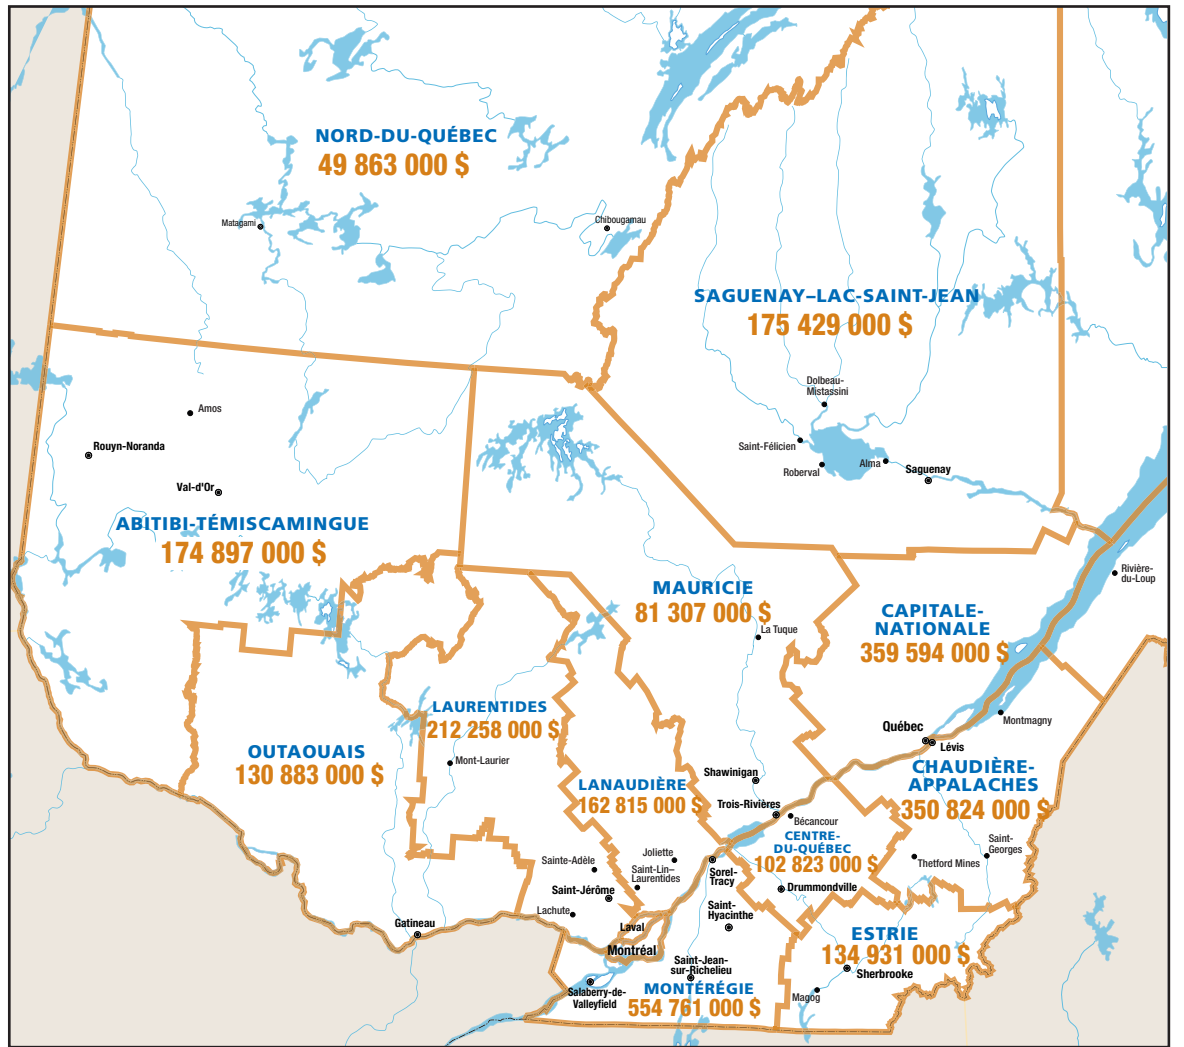 NORD-DU-QUÉBEC
49 863 000 $
Matagami
Chibougamau
SAGUENAY–LAC-SAINT-JEAN
175 429 000 $
Dolbeau-
Mistassini
Saint-Félicien
Roberval
Alma
Saguenay
Amos
Rouyn-Noranda
Val-d'Or
ABITIBI-TÉMISCAMINGUE
174 897 000 $
Rivière-
du-Loup
MAURICIE
81 307 000 $
La Tuque
CAPITALE-
NATIONALE
359 594 000 $
LAURENTIDES
212 258 000 $
Mont-Laurier
OUTAOUAIS
130 883 000 $
Montmagny
Québec
Lévis
CHAUDIÈRE-
APPALACHES
350 824 000 $
LANAUDIÈRE
162 815 000 $
Shawinigan
Trois-Rivières
Bécancour
CENTRE-
DU-QUÉBEC
102 823 000 $
Saint-
Georges
Thetford Mines
Sainte-Adèle
Joliette
Saint-Lin–
Laurentides
Saint-Jérôme
Lachute
Sorel-
Tracy
Drummondville
Saint-
Hyacinthe
Gatineau
Laval
Montréal
ESTRIE
134 931 000 $
Sherbrooke
Magog
Saint-Jean-
sur-Richelieu
MONTÉRÉGIE
554 761 000 $
Salaberry-de-
Valleyfield